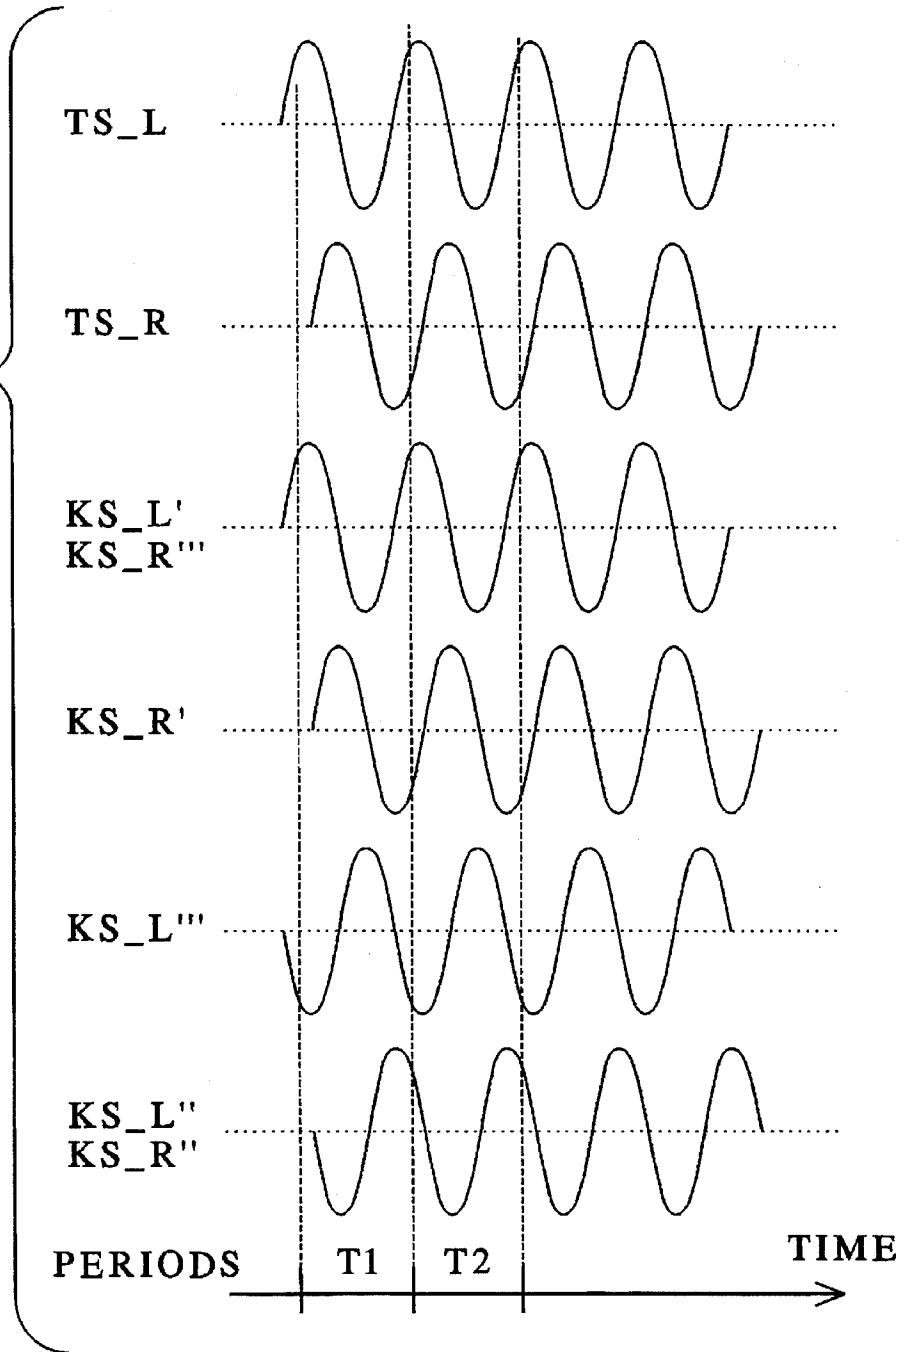 TS_L
TS_R
KS_L'
KS_R'''
KS_R'
KS_L'''
KS_L''
KS_R''
PERIODS T1 T2 TIME